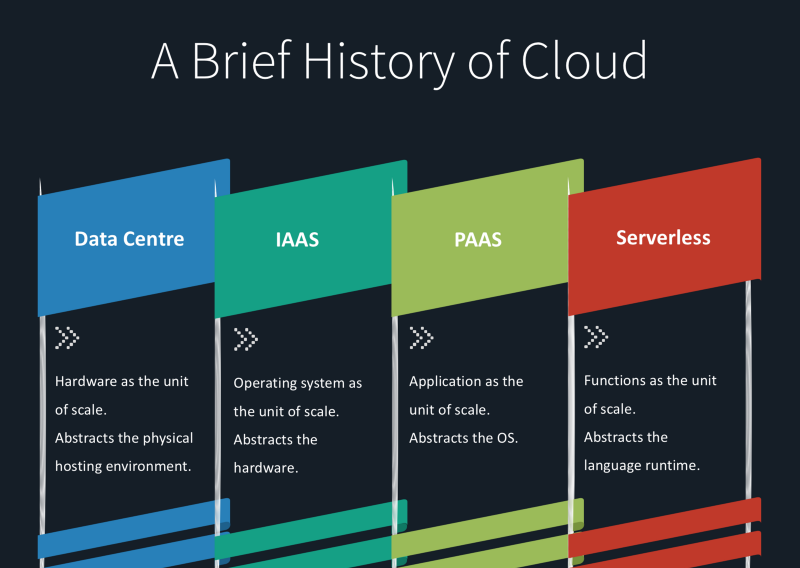 A Brief History of Cloud
Data Centre
IAAS
PAAS
Serverless
Hardware as the unit
of scale.
Abstracts the physical
hosting environment.
Operating system as
the unit of scale.
Abstracts the
hardware.
Application as the
unit of scale.
Abstracts the OS.
Functions as the unit
of scale.
Abstracts the
language runtime.